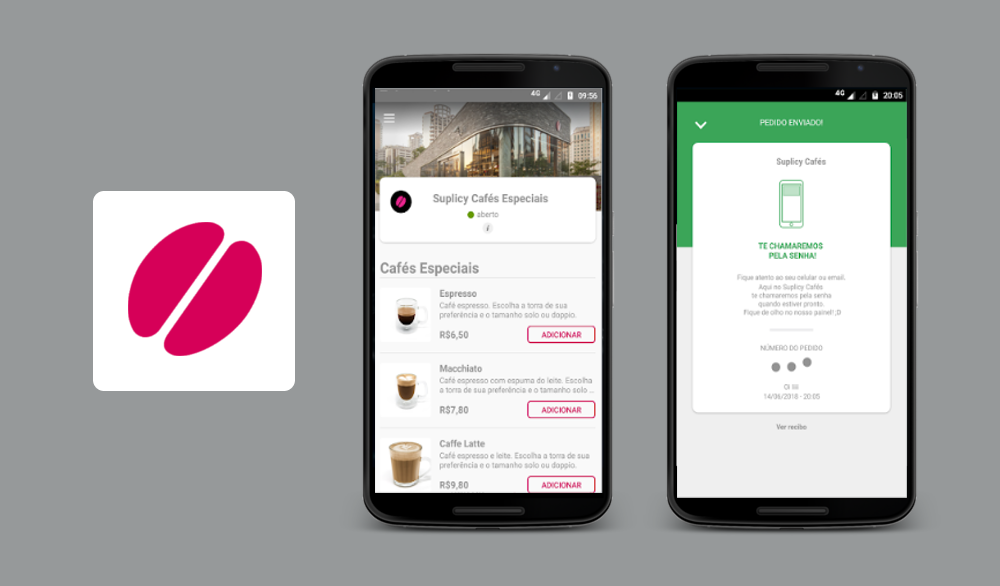 4G 09:56
Suplicy Cafés Especiais
aberto
i
Cafés Especiais
Espresso
Café espresso. Escolha a torra de sua
preferência e o tamanho solo ou doppio.
R$6,50
ADICIONAR
Macchiato
Café espresso com espuma do leite. Escolha
a torra de sua preferência e o tamanho solo ...
R$7,80
ADICIONAR
Caffe Latte
Café espresso e leite. Escolha a torra de sua
preferência e o tamanho solo ou doppio.
R$9,80
ADICIONAR
4G 20:05
PEDIDO ENVIADO!
Suplicy Cafés
TE CHAMAREMOS
PELA SENHA!
Fique atento ao seu celular ou email.
Aqui no Suplicy Cafés
te chamaremos pela senha
quando estiver pronto.
Fique de olho no nosso painel! ;D
NÚMERO DO PEDIDO
14/06/2018 - 20:05
Ver recibo